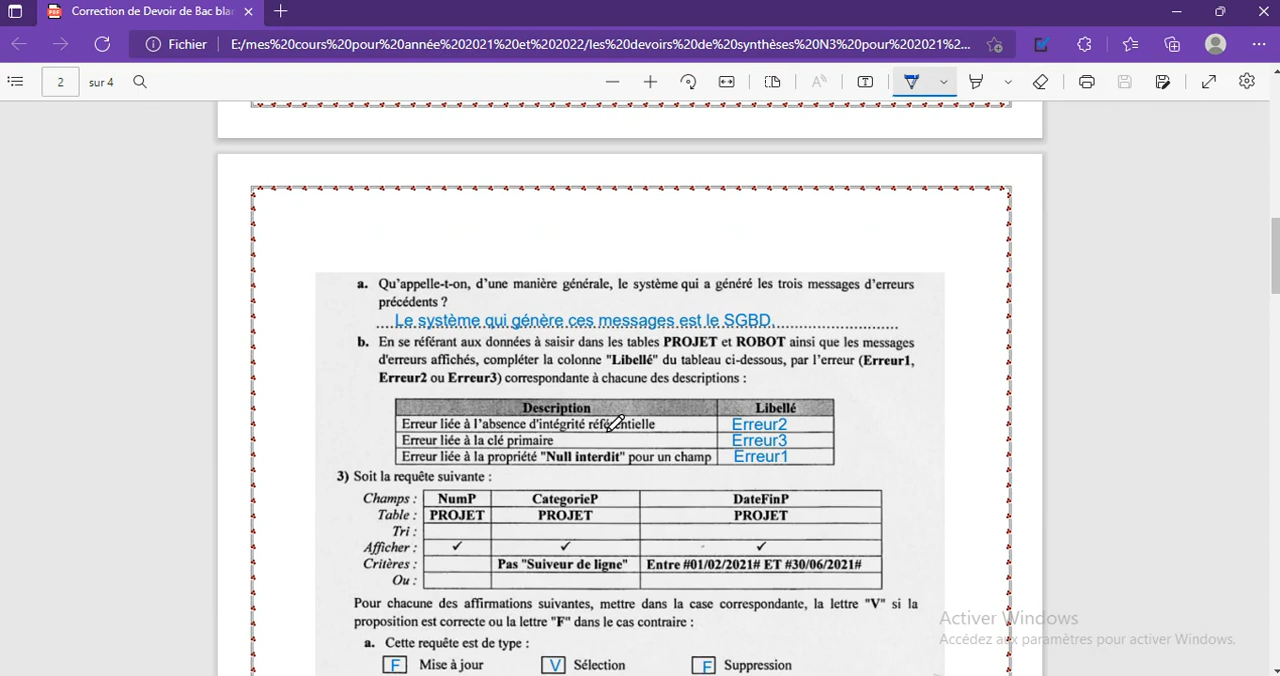 Correction de Devoir de Bac bla
Fichier
E:/mes%20cours%20pour%20année%202021%20et%202022/les%20devoirs%20de%20synthèses%20N3%20pour%202021%2...
2 sur 4
a. Qu'appelle-t-on, d'une manière générale, le système qui a généré les trois messages d'erreurs
précédents ?
....Le système qui génère ces messages est le SGBD...............................
b. En se référant aux données à saisir dans les tables PROJET et ROBOT ainsi que les messages
d'erreurs affichés, compléter la colonne "Libellé" du tableau ci-dessous, par l'erreur (Erreur1,
Erreur2 ou Erreur3) correspondante à chacune des descriptions :
Description Libellé
Erreur liée à l'absence d'intégrité référentielle Erreur2
Erreur liée à la clé primaire Erreur3
Erreur liée à la propriété "Null interdit" pour un champ Erreur1
3) Soit la requête suivante :
Champs : NumP CategorieP DateFinP
Table : PROJET PROJET PROJET
Tri :
Afficher : ✓ ✓ ✓
Critères : Pas "Suiveur de ligne" Entre #01/02/2021# ET #30/06/2021#
Ou :
Pour chacune des affirmations suivantes, mettre dans la case correspondante, la lettre "V" si la
proposition est correcte ou la lettre "F" dans le cas contraire :
a. Cette requête est de type :
F Mise à jour V Sélection F Suppression
Activer Windows
Accédez aux paramètres pour activer Windows.